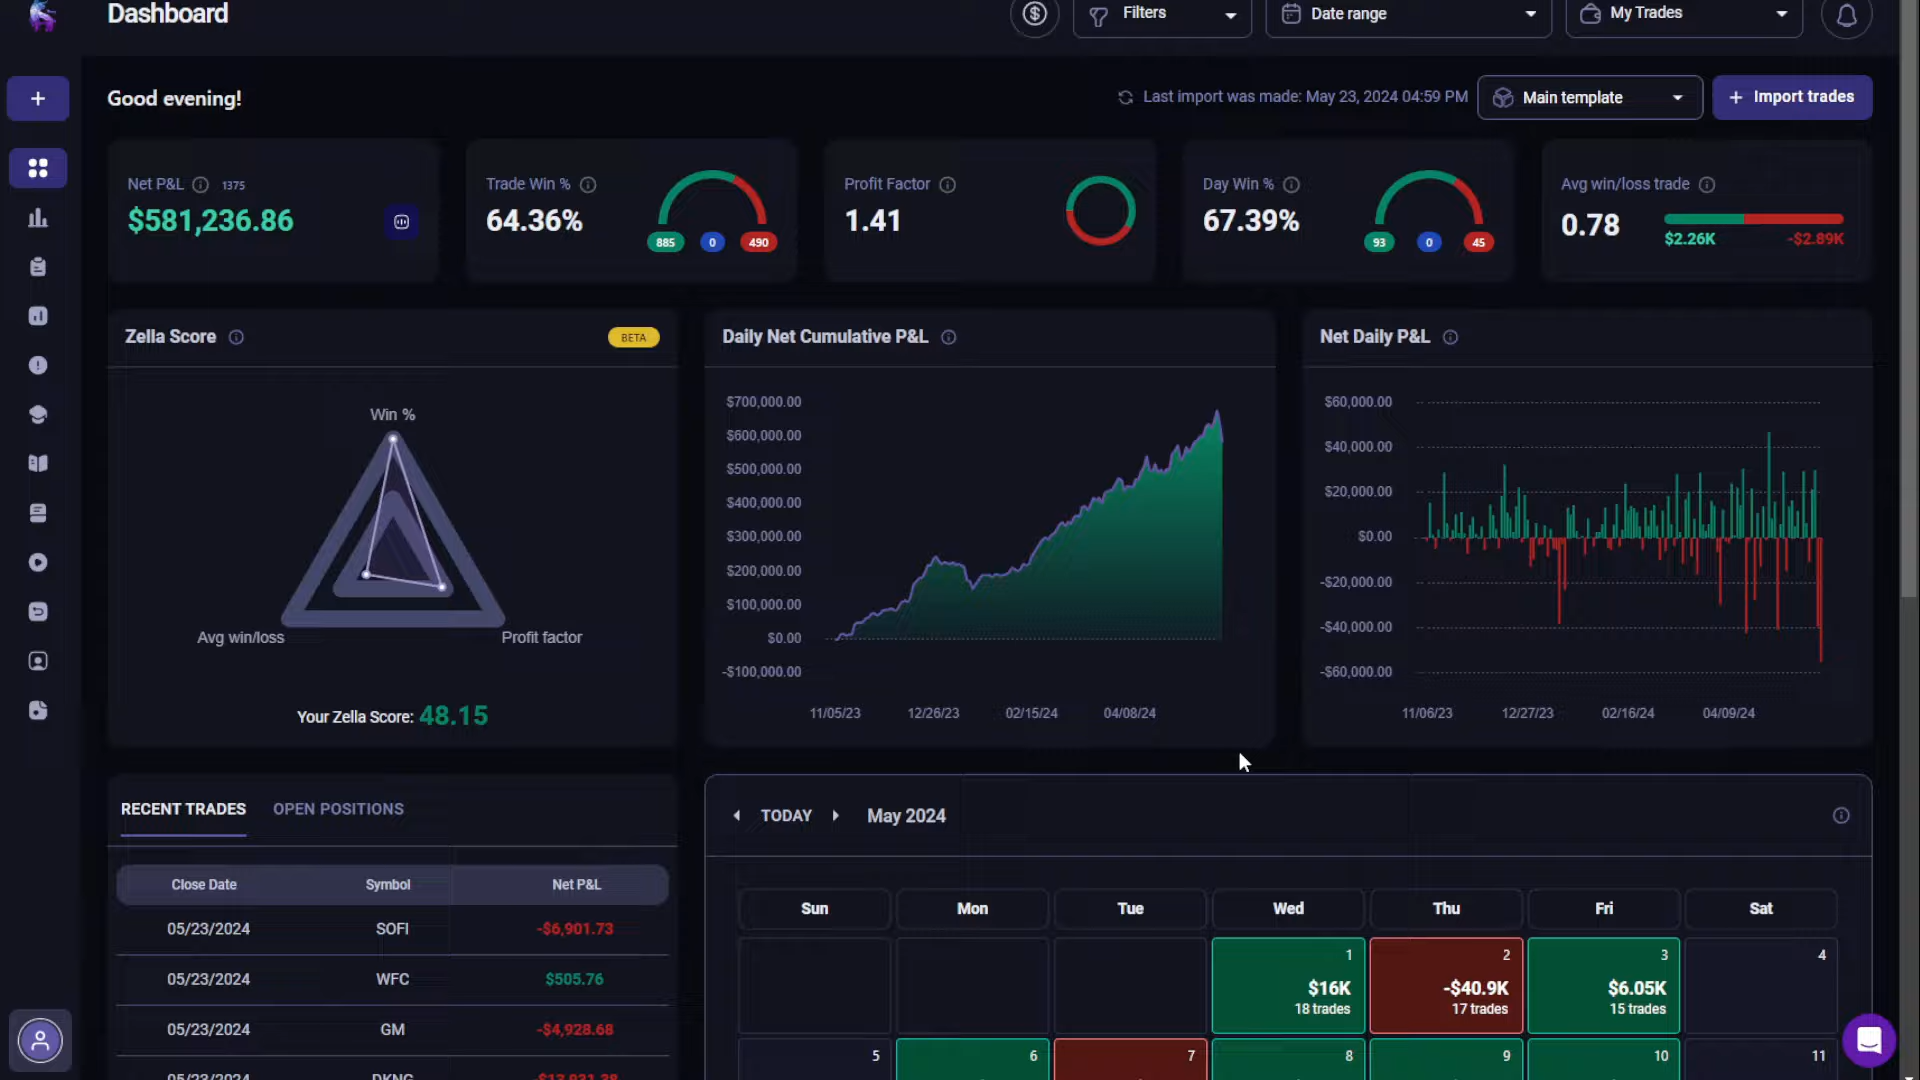 Dashboard
Filters
Date range
My Trades
Good evening!
Last import was made: May 23, 2024 04:59 PM
Main template
+ Import trades
Net P&L 1375
$581,236.86
Trade Win %
64.36%
885 0 490
Profit Factor
1.41
Day Win %
67.39%
93 0 45
Avg win/loss trade
0.78
$2.26K -$2.89K
Zella Score
BETA
Win %
Avg win/loss
Profit factor
Your Zella Score: 48.15
Daily Net Cumulative P&L
$700,000.00
$600,000.00
$500,000.00
$400,000.00
$300,000.00
$200,000.00
$100,000.00
$0.00
-$100,000.00
11/05/23 12/26/23 02/15/24 04/08/24
Net Daily P&L
$60,000.00
$40,000.00
$20,000.00
$0.00
-$20,000.00
-$40,000.00
-$60,000.00
11/06/23 12/27/23 02/16/24 04/09/24
RECENT TRADES OPEN POSITIONS
Close Date Symbol Net P&L
05/23/2024 SOFI -$6,901.73
05/23/2024 WFC $505.76
05/23/2024 GM -$4,928.68
05/23/2024 DKNG -$13,931.38
TODAY May 2024
Sun Mon Tue Wed Thu Fri Sat
1 2 3 4
$16K -$40.9K $6.05K
18 trades 17 trades 15 trades
5 6 7 8 9 10 11